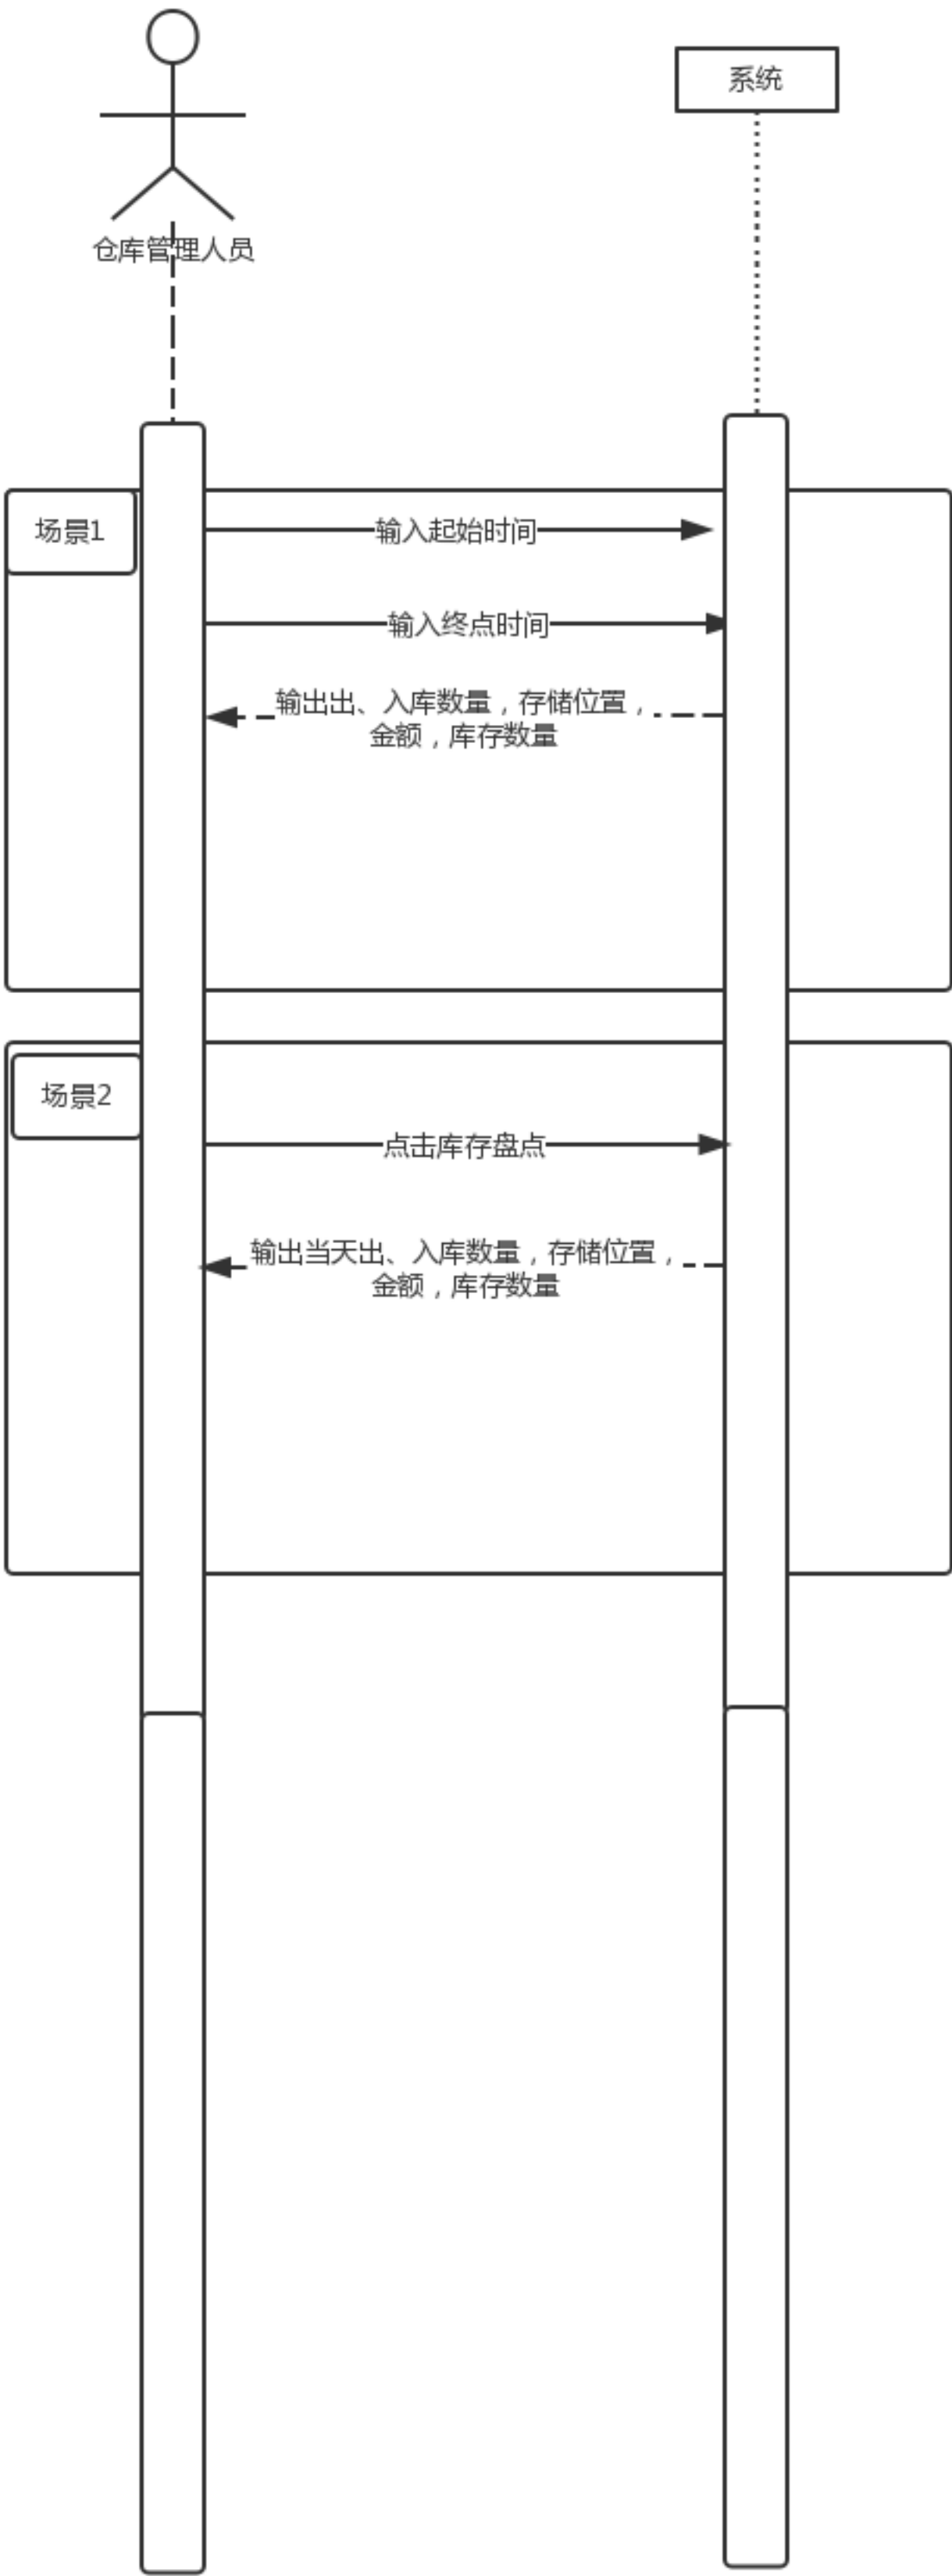 系统
仓库管理人员
场景1
输入起始时间
输入终点时间
输出出、入库数量，存储位置，
金额，库存数量
场景2
点击库存盘点
输出当天出、入库数量，存储位置，
金额，库存数量